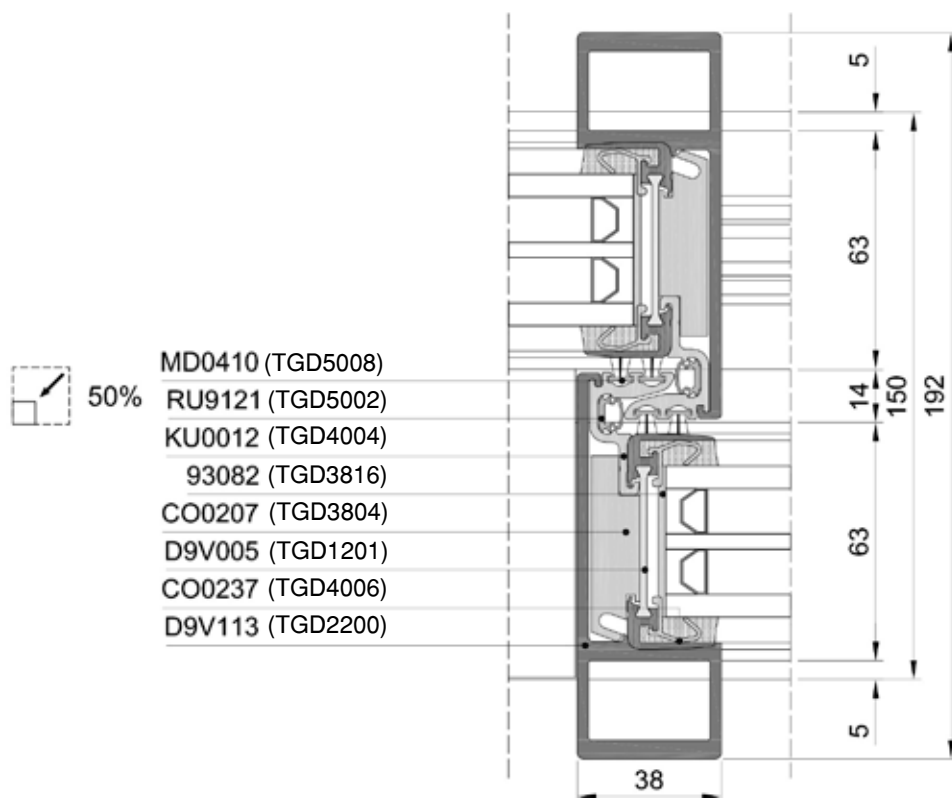 5
63
14
150
192
63
5
38
50%
MD0410 (TGD5008)
RU9121 (TGD5002)
KU0012 (TGD4004)
93082 (TGD3816)
CO0207 (TGD3804)
D9V005 (TGD1201)
CO0237 (TGD4006)
D9V113 (TGD2200)